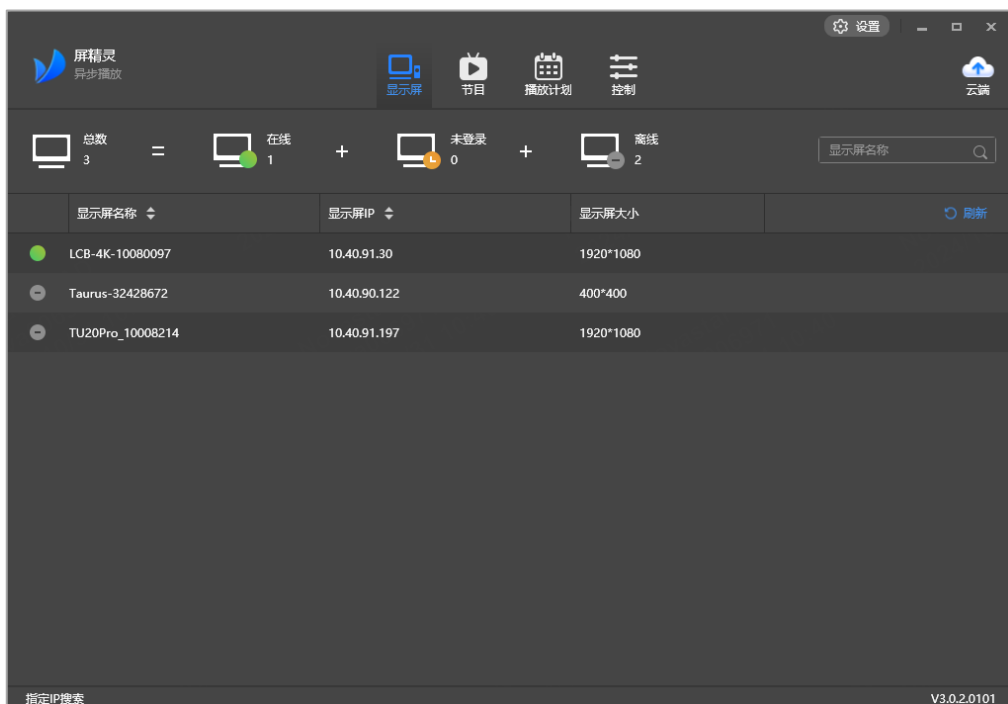 设置
屏精灵
异步播放
显示屏
节目
播放计划
控制
云端
总数
3
=
在线
1
+
未登录
0
+
离线
2
显示屏名称
显示屏名称 显示屏IP 显示屏大小 刷新
LCB-4K-10080097 10.40.91.30 1920*1080
Taurus-32428672 10.40.90.122 400*400
TU20Pro_10008214 10.40.91.197 1920*1080
指定IP搜索 V3.0.2.0101